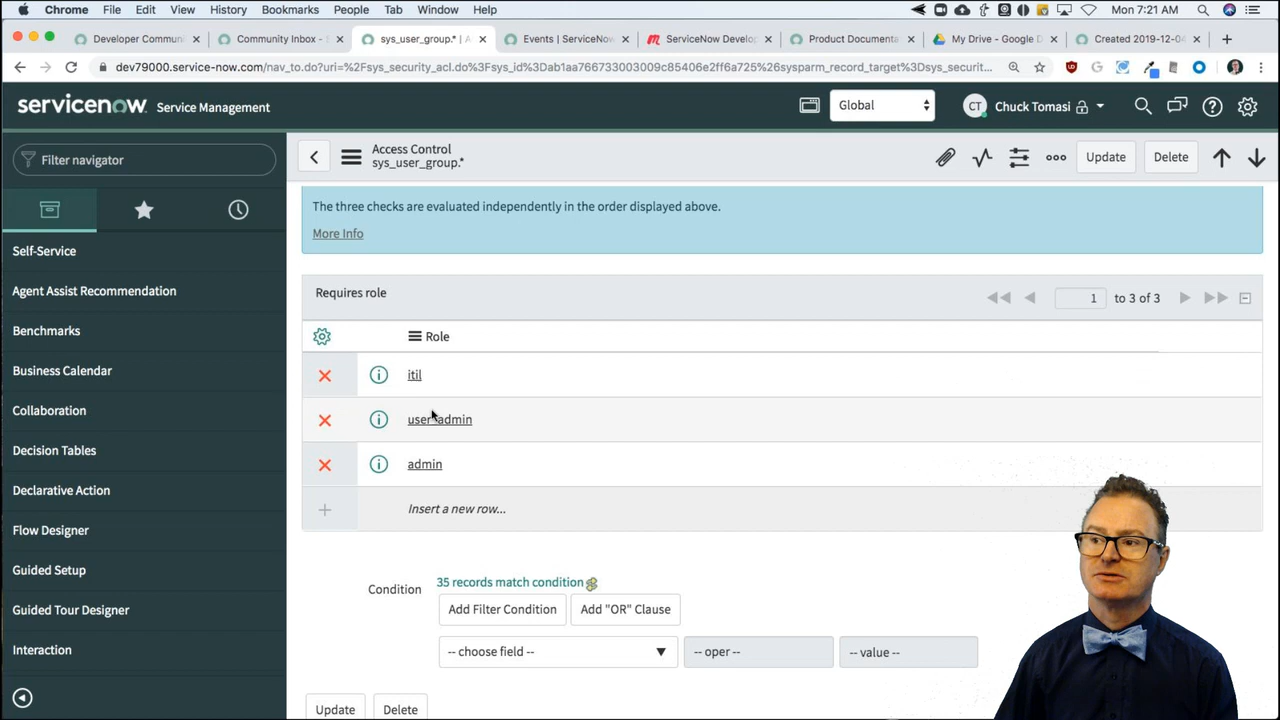 Chrome File Edit View History Bookmarks People Tab Window Help Mon 7:21 AM
Developer Commun Community Inbox - sys_user_group.* | A Events | ServiceNow ServiceNow Develop Product Documenta My Drive - Google D Created 2019-12-04
dev79000.service-now.com/nav_to.do?uri=%2Fsys_security_acl.do%3Fsys_id%3Dab1aa766733003009c85406e2ff6a725%26sysparm_record_target%3Dsys_securit...
servicenow Service Management Global CT Chuck Tomasi
Filter navigator
Access Control
sys_user_group.*
Update Delete
The three checks are evaluated independently in the order displayed above.
More Info
Self-Service
Agent Assist Recommendation
Benchmarks
Business Calendar
Collaboration
Decision Tables
Declarative Action
Flow Designer
Guided Setup
Guided Tour Designer
Interaction
Requires role 1 to 3 of 3
Role
itil
user_admin
admin
Insert a new row...
Condition 35 records match condition
Add Filter Condition Add "OR" Clause
-- choose field -- -- oper -- -- value --
Update Delete